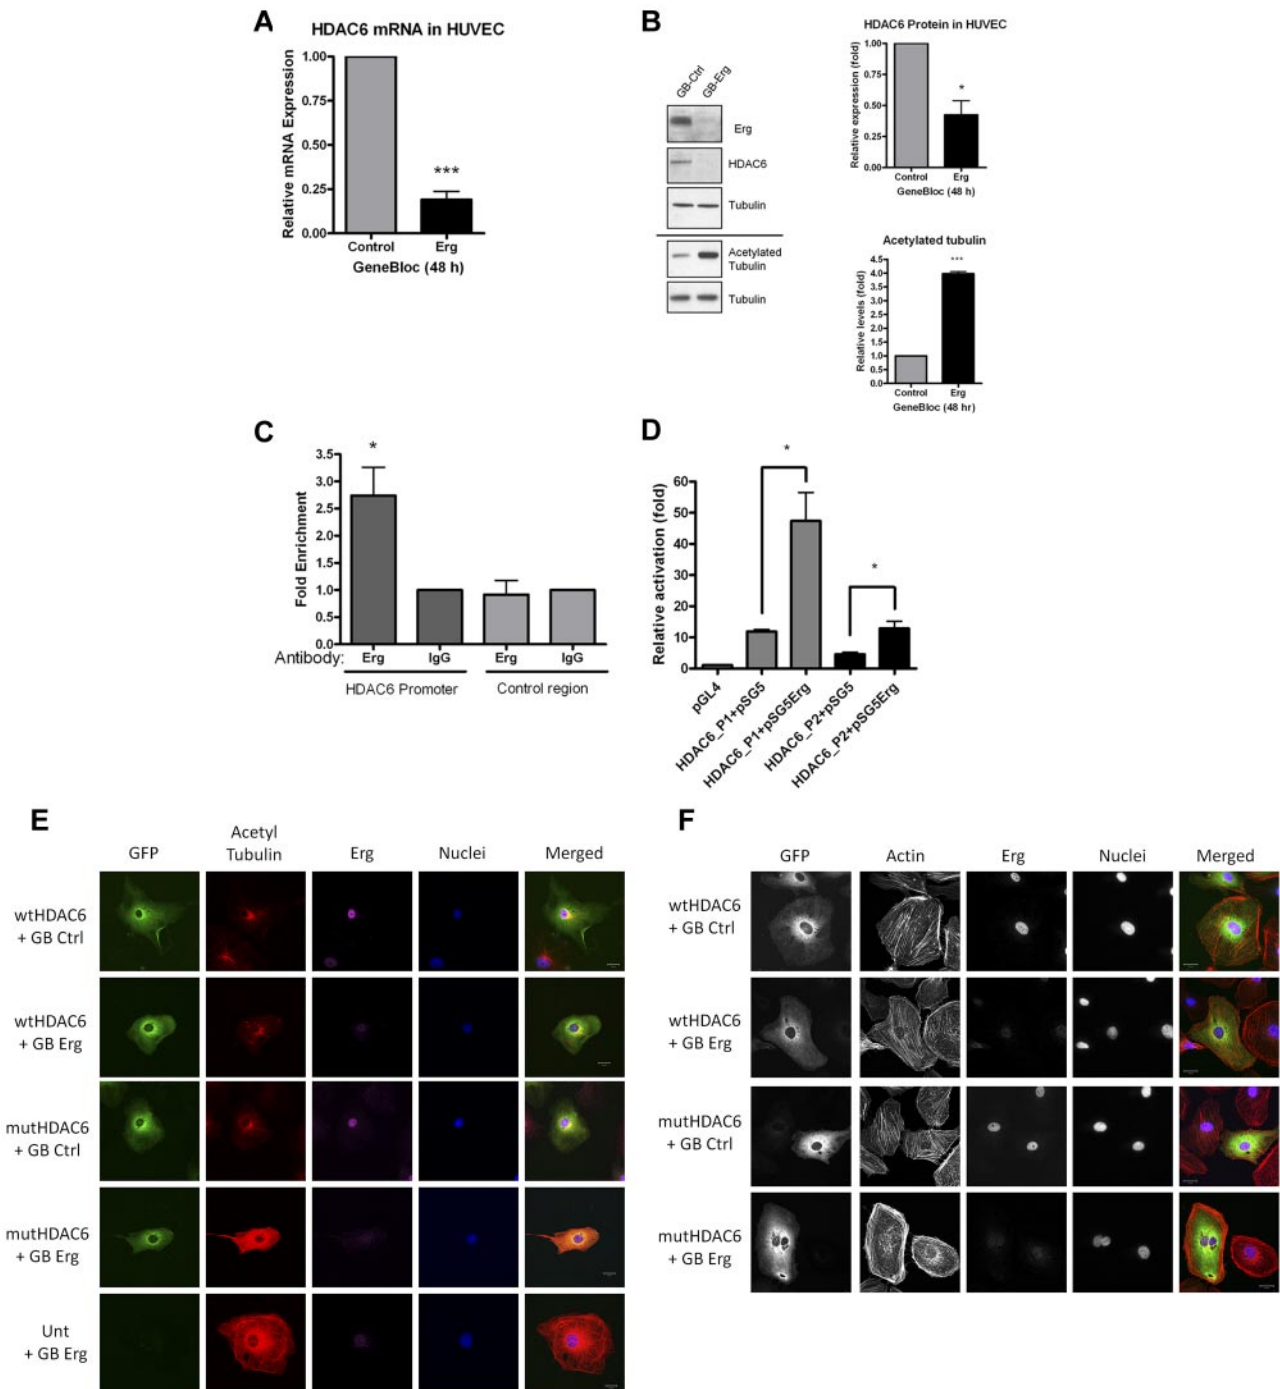 A
HDAC6 mRNA in HUVEC
Relative mRNA Expression
1.00
0.75
0.50
0.25
0.00
***
Control
Erg
GeneBloc (48 h)
B
GB-Ctrl
GB-Erg
Erg
HDAC6
Tubulin
Acetylated
Tubulin
Tubulin
HDAC6 Protein in HUVEC
Relative expression (fold)
1.00
0.75
0.50
0.25
0.00
*
Control
Erg
GeneBloc (48 h)
Acetylated tubulin
Relative levels (fold)
4.5
4.0
3.5
3.0
2.5
2.0
1.5
1.0
0.5
0.0
***
Control
Erg
GeneBloc (48 hr)
C
Fold Enrichment
3.5
3.0
2.5
2.0
1.5
1.0
0.5
0.0
*
Antibody: Erg IgG Erg IgG
HDAC6 Promoter
Control region
D
Relative activation (fold)
60
50
40
30
20
10
0
*
*
pGL4
HDAC6_P1+pSG5
HDAC6_P1+pSG5Erg
HDAC6_P2+pSG5
HDAC6_P2+pSG5Erg
E
GFP
Acetyl
Tubulin
Erg
Nuclei
Merged
wtHDAC6
+ GB Ctrl
wtHDAC6
+ GB Erg
mutHDAC6
+ GB Ctrl
mutHDAC6
+ GB Erg
Unt
+ GB Erg
F
GFP
Actin
Erg
Nuclei
Merged
wtHDAC6
+ GB Ctrl
wtHDAC6
+ GB Erg
mutHDAC6
+ GB Ctrl
mutHDAC6
+ GB Erg